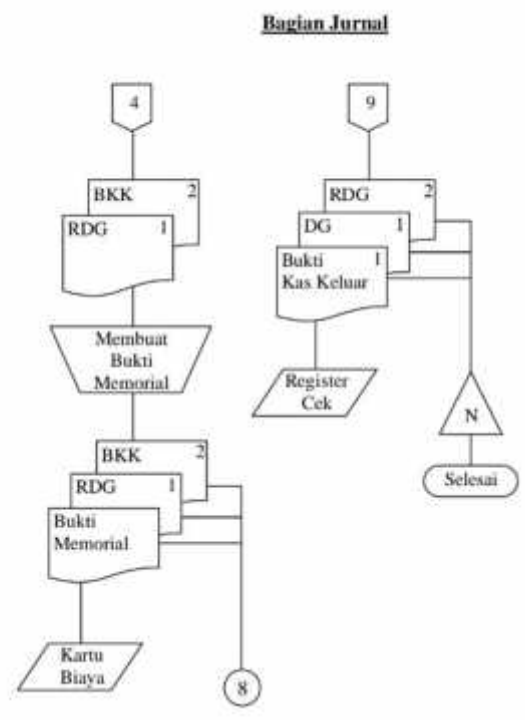 Bagian Jurnal
4
BKK 2
RDG 1
Membuat
Bukti
Memorial
BKK 2
RDG 1
Bukti
Memorial
Kartu
Biaya
8
9
RDG 2
DG 1
Bukti 1
Kas Keluar
Register
Cek
N
Selesai